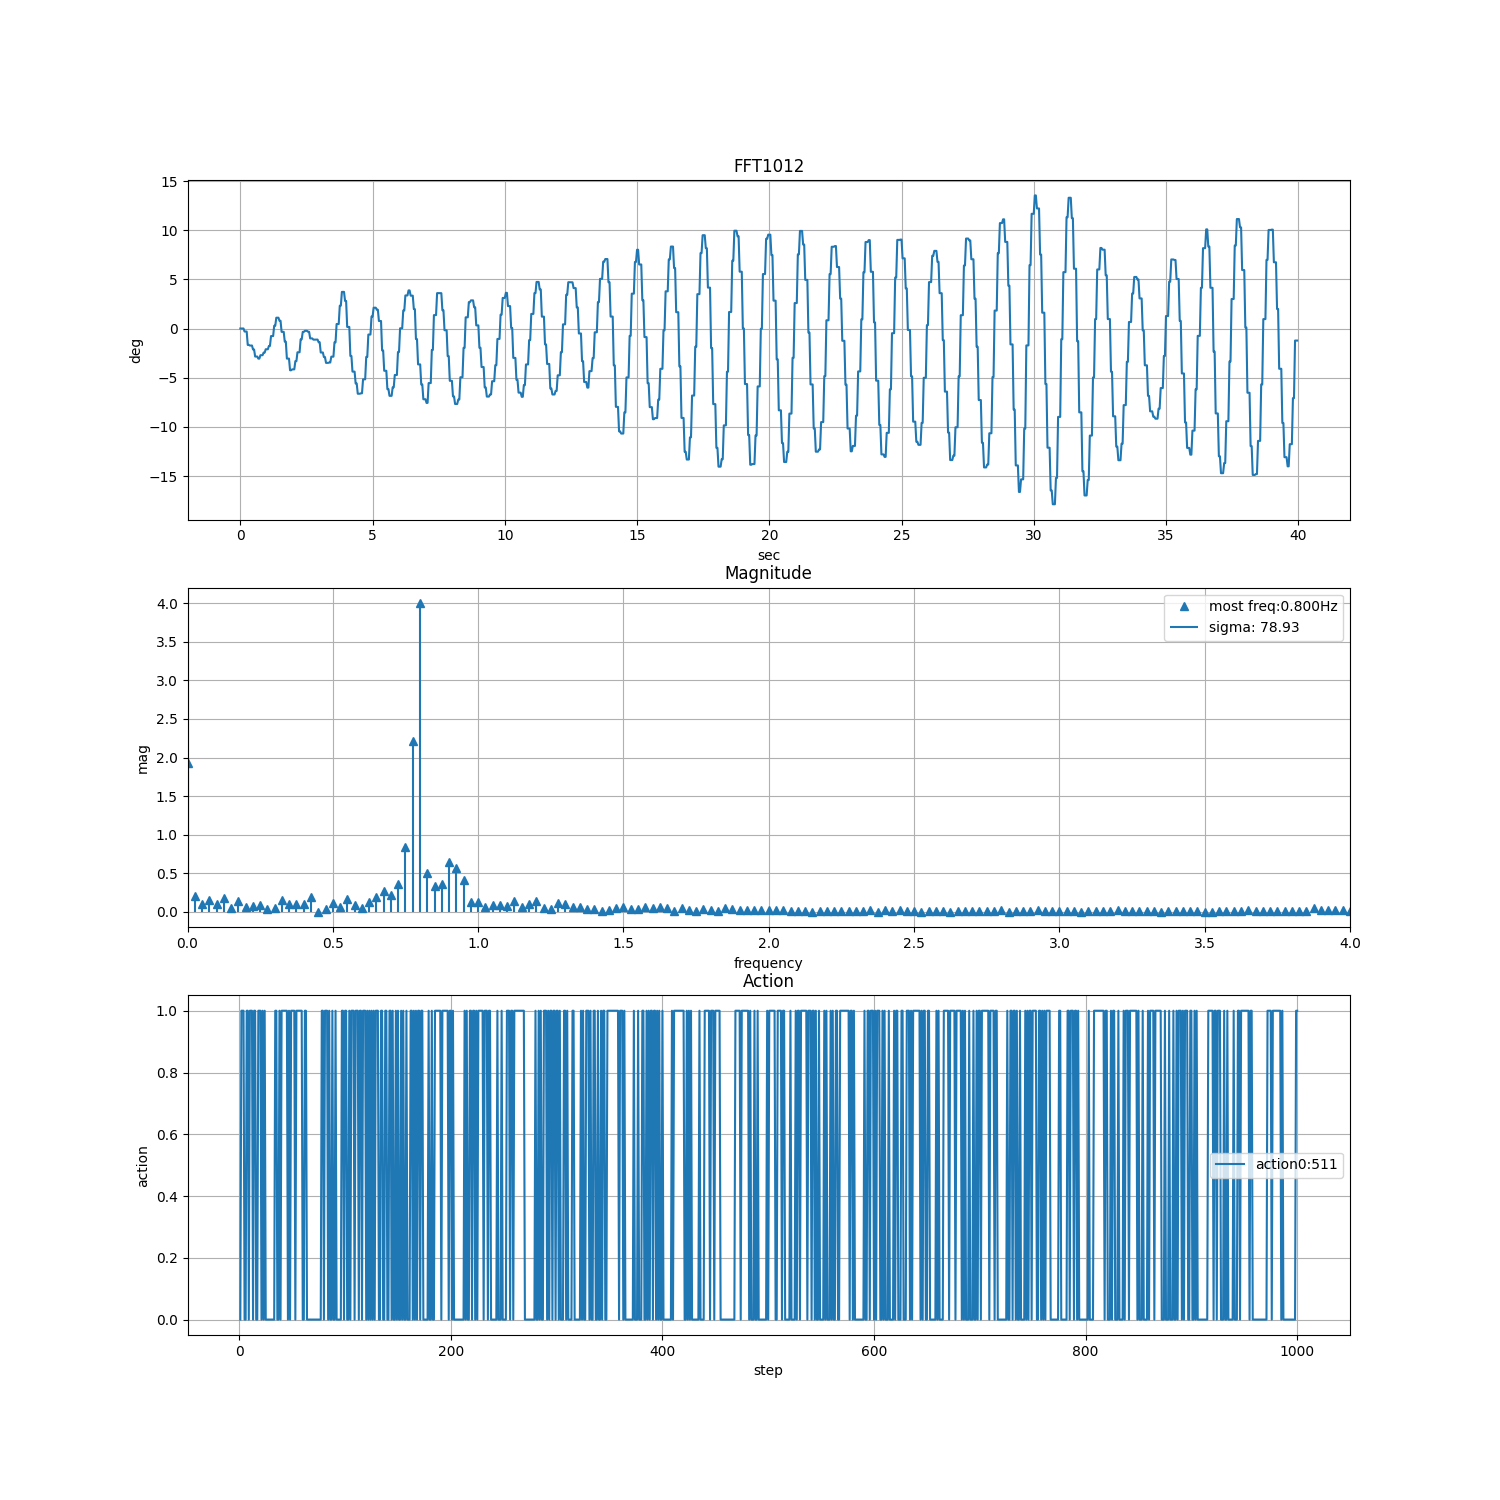 FFT1012
15
10
5
0
−5
−10
−15
deg
0 5 10 15 20 25 30 35 40
sec
Magnitude
4.0
3.5
3.0
2.5
2.0
1.5
1.0
0.5
0.0
mag
most freq:0.800Hz
sigma: 78.93
0.0 0.5 1.0 1.5 2.0 2.5 3.0 3.5 4.0
frequency
Action
1.0
0.8
0.6
0.4
0.2
0.0
action
action0:511
0 200 400 600 800 1000
step